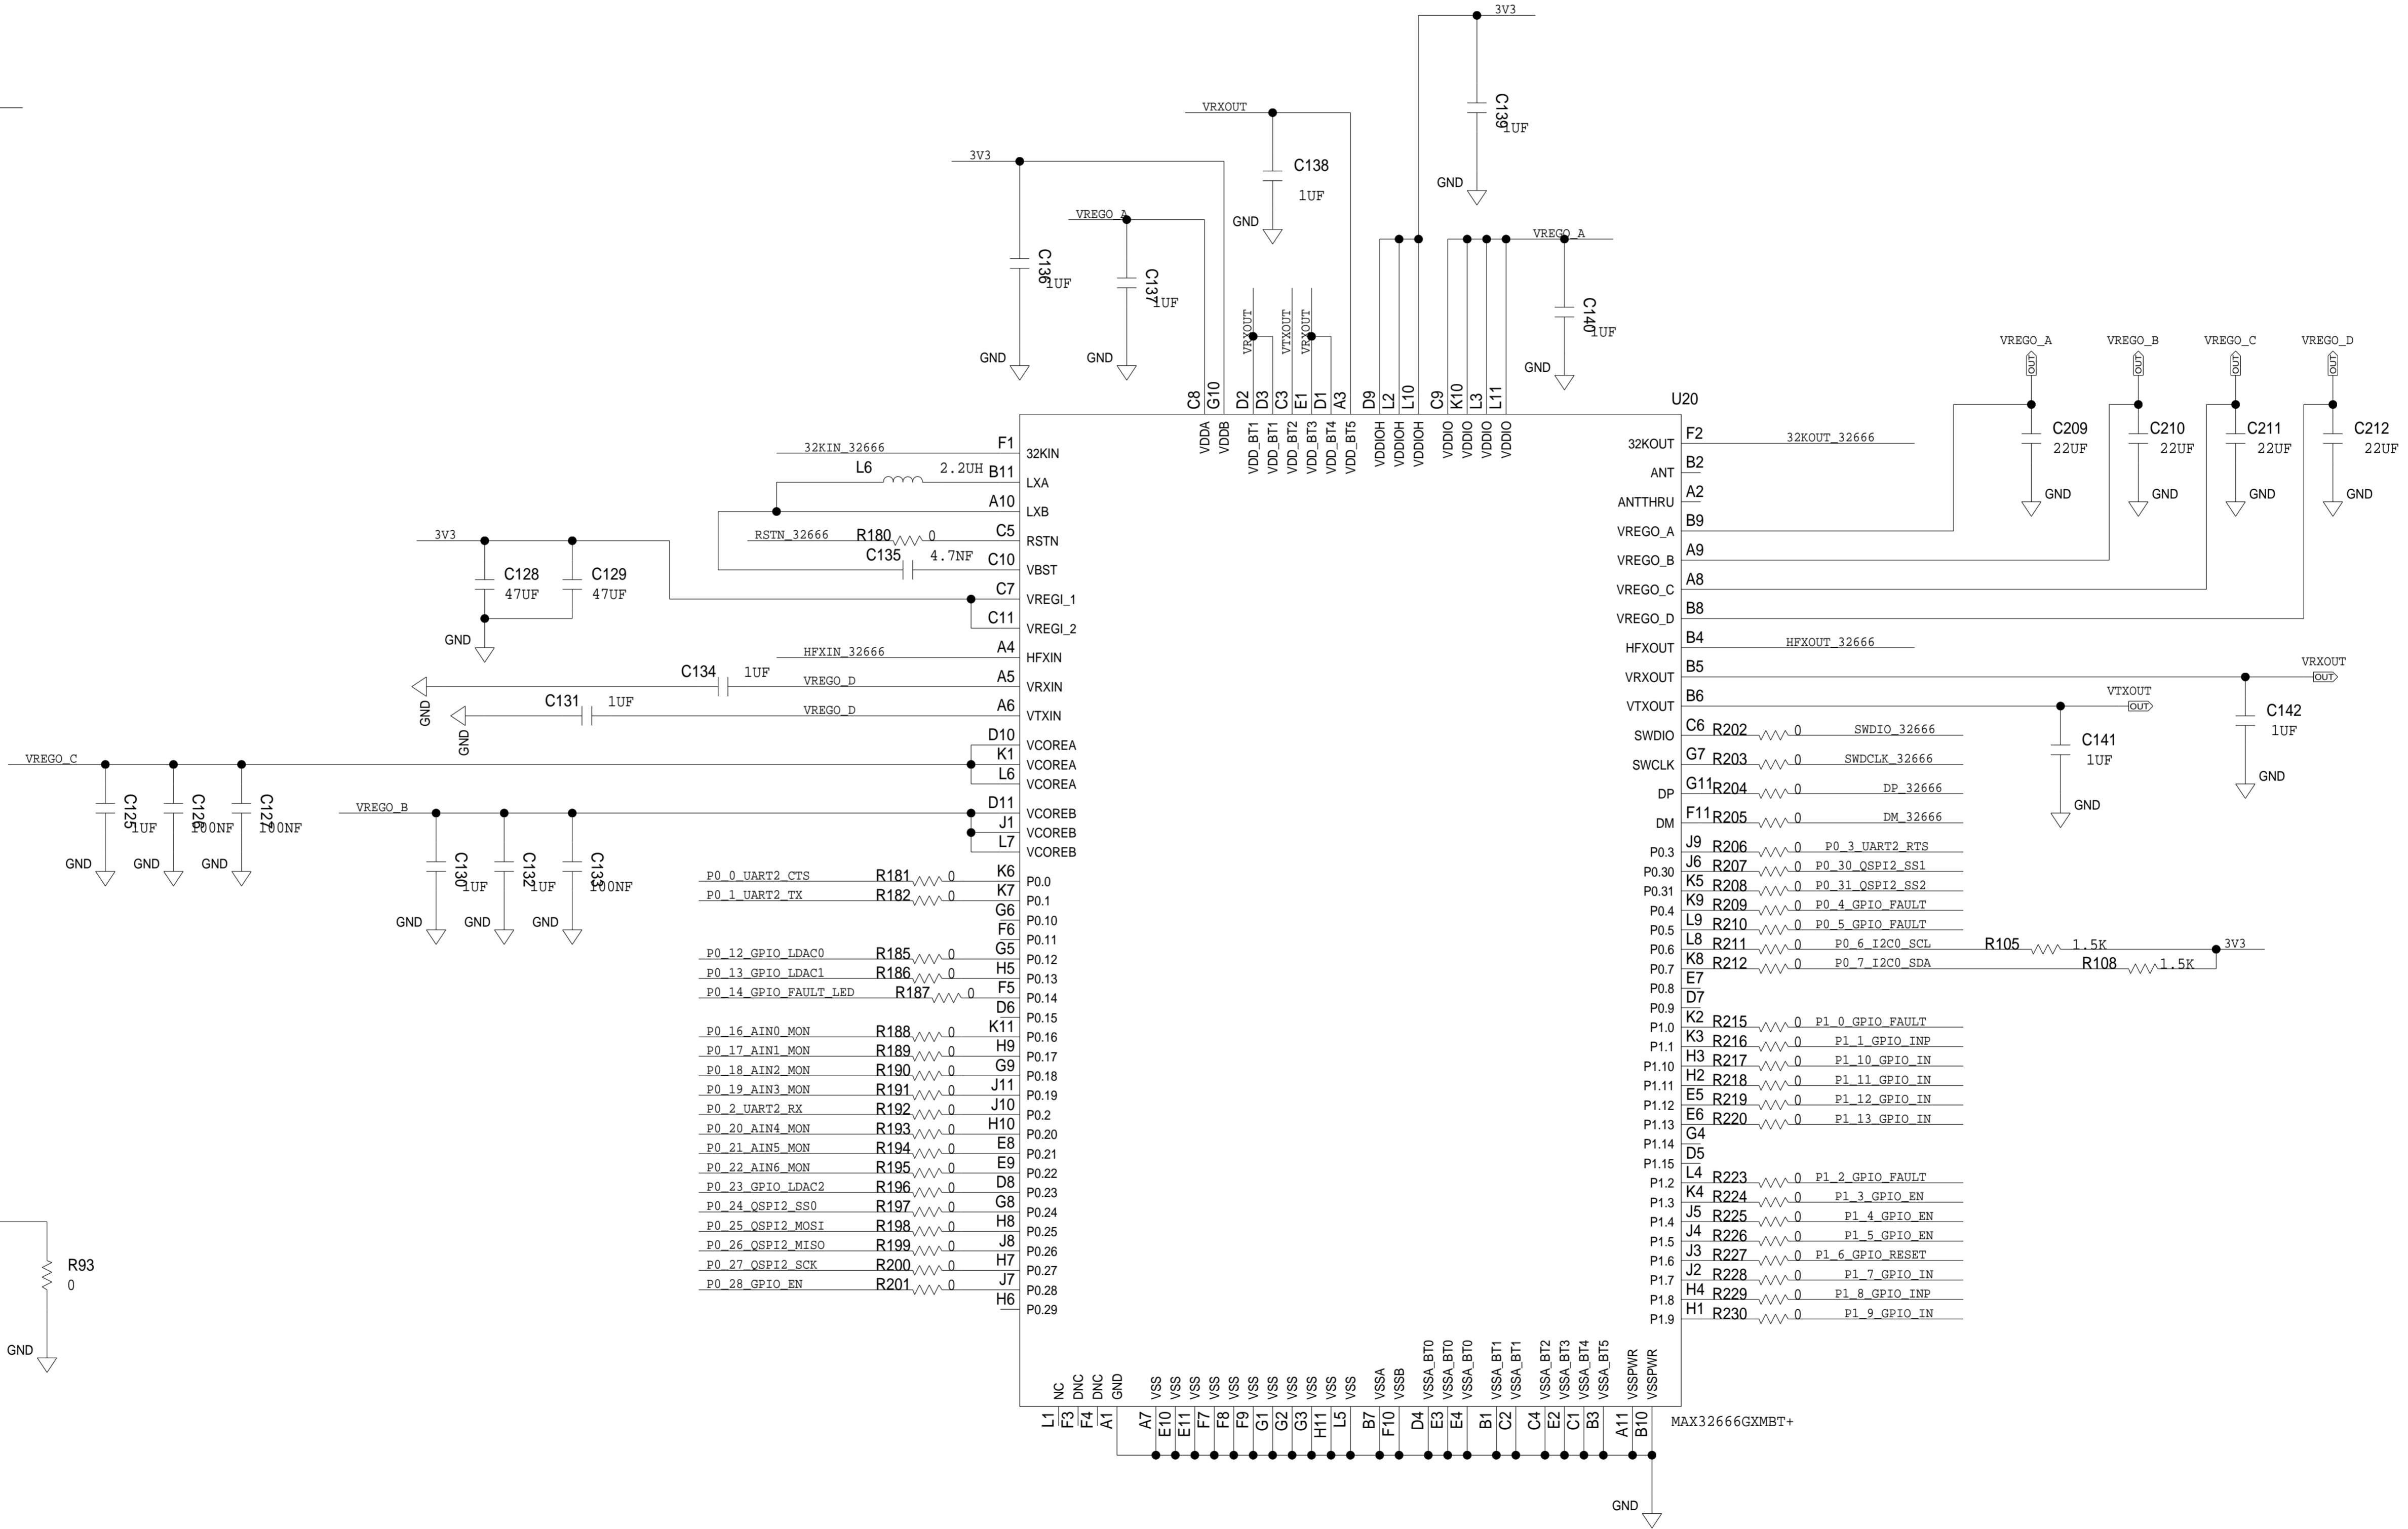 3V3
C139
1UF
GND
VRXOUT
C138
1UF
GND
3V3
C136
1UF
GND
VREGO_A
C137
1UF
GND
VREGO_A
C140
1UF
GND
VRXOUT
VTXOUT
VRXOUT
C8 G10 D2 D3 C3 E1 D1 A3 D9 L2 L10 C9 K10 L3 L11
VDDA VDDB VDD_BT1 VDD_BT1 VDD_BT2 VDD_BT3 VDD_BT4 VDD_BT5 VDDIOH VDDIOH VDDIOH VDDIO VDDIO VDDIO VDDIO
U20
VREGO_A VREGO_B VREGO_C VREGO_D
OUT OUT OUT OUT
C209 C210 C211 C212
22UF 22UF 22UF 22UF
GND GND GND GND
32KIN_32666 F1 32KIN
L6 2.2UH B11 LXA
A10 LXB
RSTN_32666 R180 0 C5 RSTN
C135 4.7NF C10 VBST
3V3
C128 C129
47UF 47UF
GND
C7 VREGI_1
C11 VREGI_2
HFXIN_32666 A4 HFXIN
GND C134 1UF VREGO_D A5 VRXIN
GND C131 1UF VREGO_D A6 VTXIN
D10 VCOREA
VREGO_C K1 VCOREA
L6 VCOREA
C125 C126 C127
1UF 100NF 100NF
GND GND GND
VREGO_B D11 VCOREB
J1 VCOREB
L7 VCOREB
C130 C132 C133
1UF 1UF 100NF
GND GND GND
P0_0_UART2_CTS R181 0 K6 P0.0
P0_1_UART2_TX R182 0 K7 P0.1
G6 P0.10
F6 P0.11
P0_12_GPIO_LDAC0 R185 0 G5 P0.12
P0_13_GPIO_LDAC1 R186 0 H5 P0.13
P0_14_GPIO_FAULT_LED R187 0 F5 P0.14
D6 P0.15
P0_16_AIN0_MON R188 0 K11 P0.16
P0_17_AIN1_MON R189 0 H9 P0.17
P0_18_AIN2_MON R190 0 G9 P0.18
P0_19_AIN3_MON R191 0 J11 P0.19
P0_2_UART2_RX R192 0 J10 P0.2
P0_20_AIN4_MON R193 0 H10 P0.20
P0_21_AIN5_MON R194 0 E8 P0.21
P0_22_AIN6_MON R195 0 E9 P0.22
P0_23_GPIO_LDAC2 R196 0 D8 P0.23
P0_24_QSPI2_SS0 R197 0 G8 P0.24
P0_25_QSPI2_MOSI R198 0 H8 P0.25
P0_26_QSPI2_MISO R199 0 J8 P0.26
P0_27_QSPI2_SCK R200 0 H7 P0.27
P0_28_GPIO_EN R201 0 J7 P0.28
H6 P0.29
R93
0
GND
32KOUT F2 32KOUT_32666
ANT B2
ANTTHRU A2
VREGO_A B9
VREGO_B A9
VREGO_C A8
VREGO_D B8
HFXOUT B4 HFXOUT_32666
VRXOUT B5 VRXOUT OUT
VTXOUT B6 VTXOUT OUT
C142
1UF
GND
C141
1UF
GND
SWDIO C6 R202 0 SWDIO_32666
SWCLK G7 R203 0 SWDCLK_32666
DP G11 R204 0 DP_32666
DM F11 R205 0 DM_32666
P0.3 J9 R206 0 P0_3_UART2_RTS
P0.30 J6 R207 0 P0_30_QSPI2_SS1
P0.31 K5 R208 0 P0_31_QSPI2_SS2
P0.4 K9 R209 0 P0_4_GPIO_FAULT
P0.5 L9 R210 0 P0_5_GPIO_FAULT
P0.6 L8 R211 0 P0_6_I2C0_SCL R105 1.5K 3V3
P0.7 K8 R212 0 P0_7_I2C0_SDA R108 1.5K
P0.8 E7
P0.9 D7
P1.0 K2 R215 0 P1_0_GPIO_FAULT
P1.1 K3 R216 0 P1_1_GPIO_INP
P1.10 H3 R217 0 P1_10_GPIO_IN
P1.11 H2 R218 0 P1_11_GPIO_IN
P1.12 E5 R219 0 P1_12_GPIO_IN
P1.13 E6 R220 0 P1_13_GPIO_IN
P1.14 G4
P1.15 D5
P1.2 L4 R223 0 P1_2_GPIO_FAULT
P1.3 K4 R224 0 P1_3_GPIO_EN
P1.4 J5 R225 0 P1_4_GPIO_EN
P1.5 J4 R226 0 P1_5_GPIO_EN
P1.6 J3 R227 0 P1_6_GPIO_RESET
P1.7 J2 R228 0 P1_7_GPIO_IN
P1.8 H4 R229 0 P1_8_GPIO_INP
P1.9 H1 R230 0 P1_9_GPIO_IN
NC DNC DNC GND VSS VSS VSS VSS VSS VSS VSS VSS VSS VSS VSS VSSA VSSB VSSA_BT0 VSSA_BT0 VSSA_BT0 VSSA_BT1 VSSA_BT1 VSSA_BT2 VSSA_BT3 VSSA_BT4 VSSA_BT5 VSSPWR VSSPWR
L1 F3 F4 A1 A7 E10 E11 F7 F8 F9 G1 G2 G3 H11 L5 B7 F10 D4 E3 E4 B1 C2 C4 E2 C1 B3 A11 B10
MAX32666GXMBT+
GND